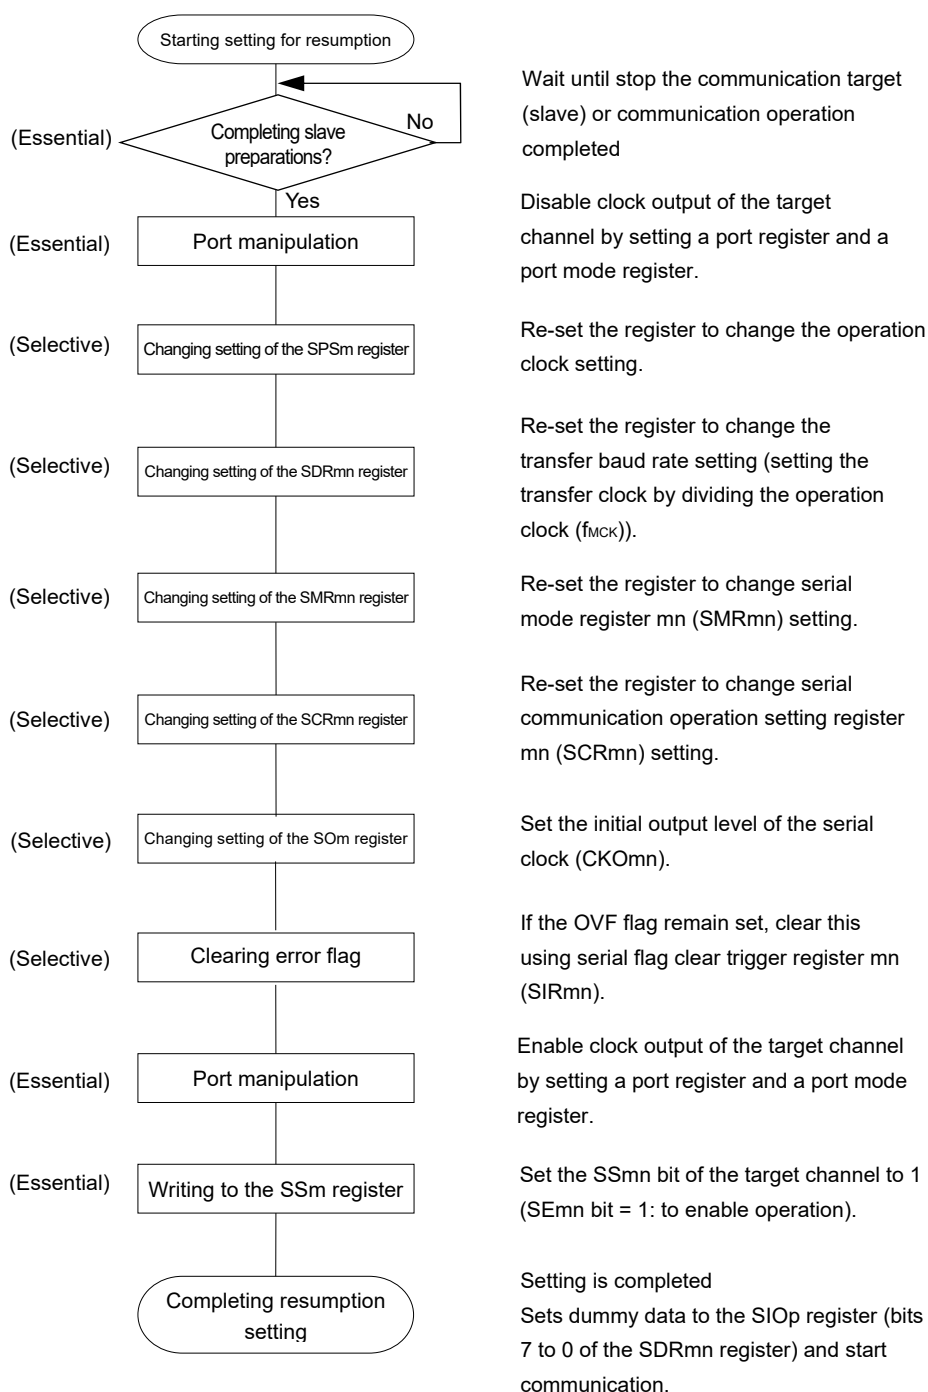 Starting setting for resumption
Wait until stop the communication target
(slave) or communication operation
completed
(Essential)
Completing slave
preparations?
No
Yes
Disable clock output of the target
channel by setting a port register and a
port mode register.
(Essential)
Port manipulation
(Selective)
Changing setting of the SPSm register
Re-set the register to change the operation
clock setting.
(Selective)
Changing setting of the SDRmn register
Re-set the register to change the
transfer baud rate setting (setting the
transfer clock by dividing the operation
clock (fMCK)).
(Selective)
Changing setting of the SMRmn register
Re-set the register to change serial
mode register mn (SMRmn) setting.
(Selective)
Changing setting of the SCRmn register
Re-set the register to change serial
communication operation setting register
mn (SCRmn) setting.
(Selective)
Changing setting of the SOm register
Set the initial output level of the serial
clock (CKOmn).
(Selective)
Clearing error flag
If the OVF flag remain set, clear this
using serial flag clear trigger register mn
(SIRmn).
(Essential)
Port manipulation
Enable clock output of the target channel
by setting a port register and a port mode
register.
(Essential)
Writing to the SSm register
Set the SSmn bit of the target channel to 1
(SEmn bit = 1: to enable operation).
Completing resumption
setting
Setting is completed
Sets dummy data to the SIOp register (bits
7 to 0 of the SDRmn register) and start
communication.